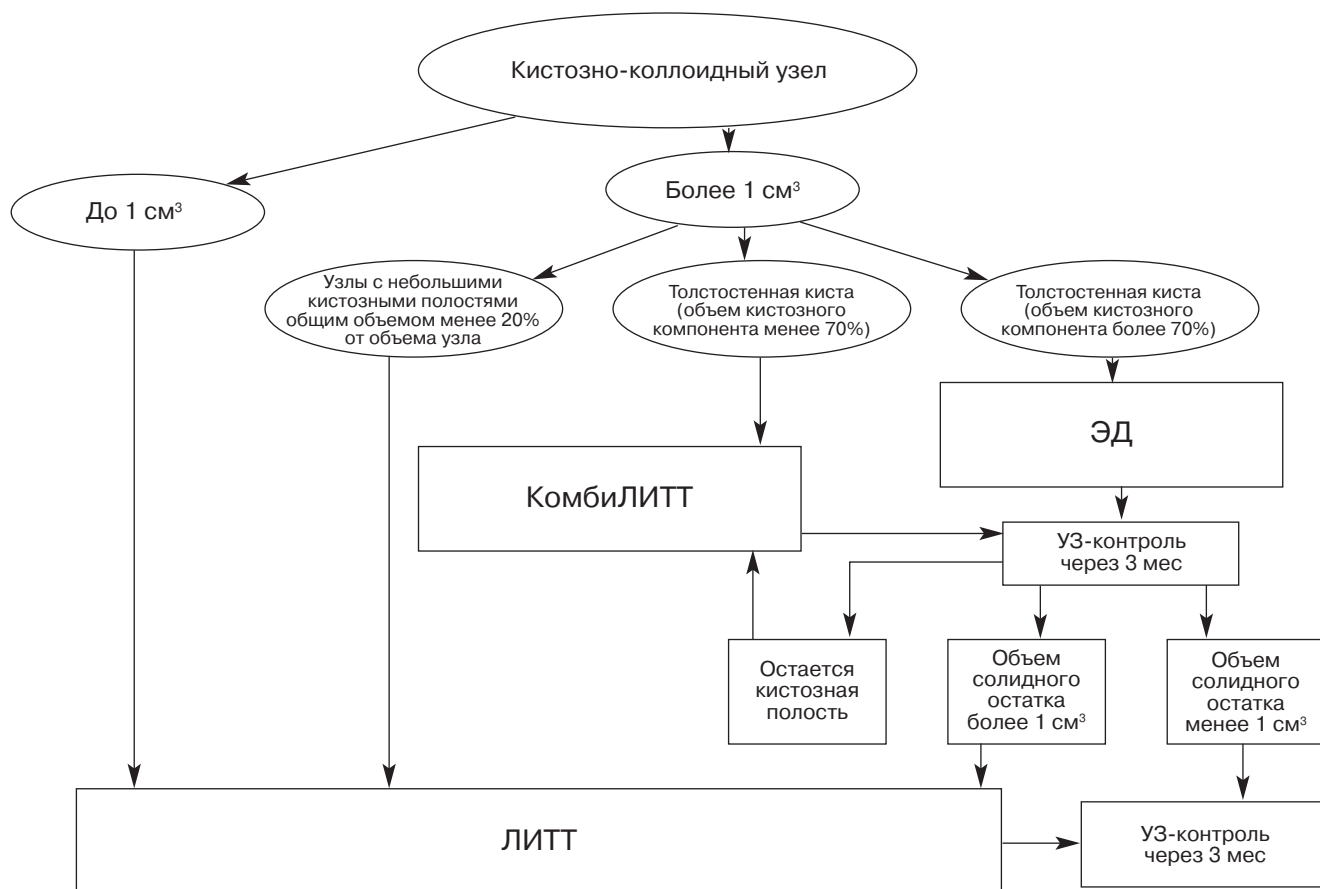 Кистозно-коллоидный узел
До 1 см³
Более 1 см³
Узлы с небольшими
кистозными полостями
общим объемом менее 20%
от объема узла
Толстостенная киста
(объем кистозного
компонента менее 70%)
Толстостенная киста
(объем кистозного
компонента более 70%)
ЭД
КомбиЛИТТ
УЗ-контроль
через 3 мес
Остается
кистозная
полость
Объем
солидного
остатка
более 1 см³
Объем
солидного
остатка
менее 1 см³
ЛИТТ
УЗ-контроль
через 3 мес